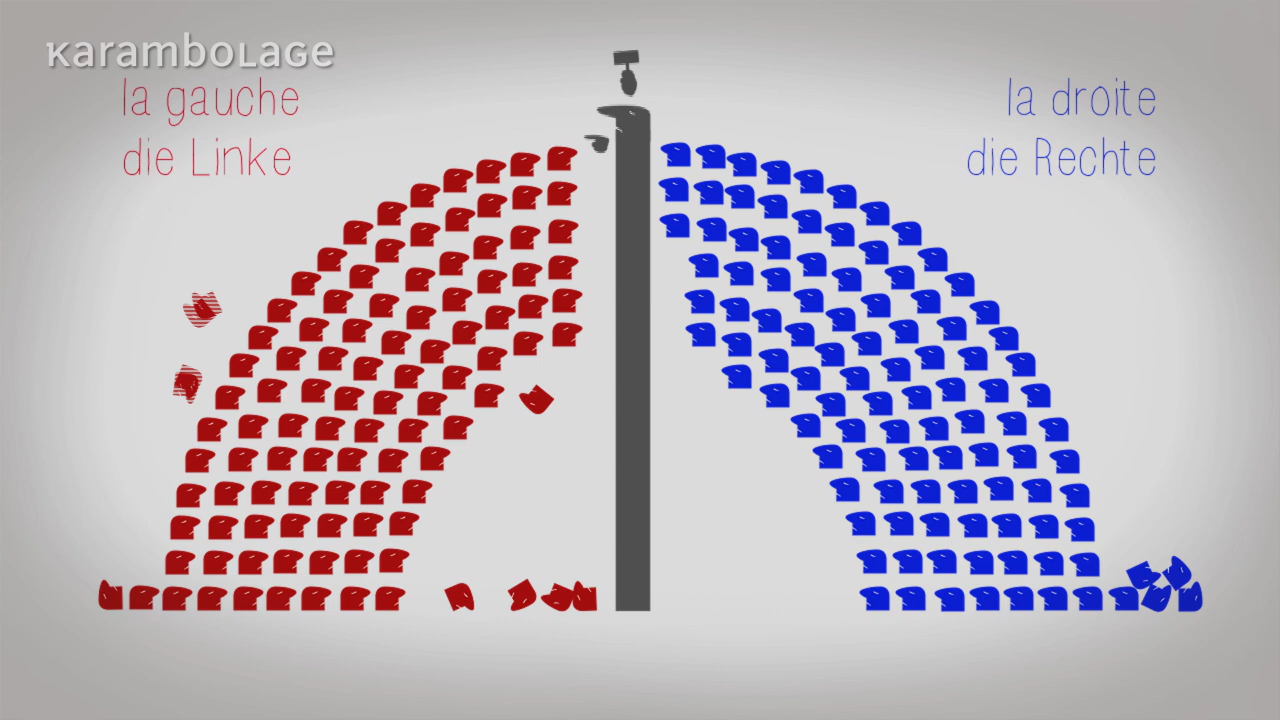 karambolage
la gauche
die Linke
la droite
die Rechte